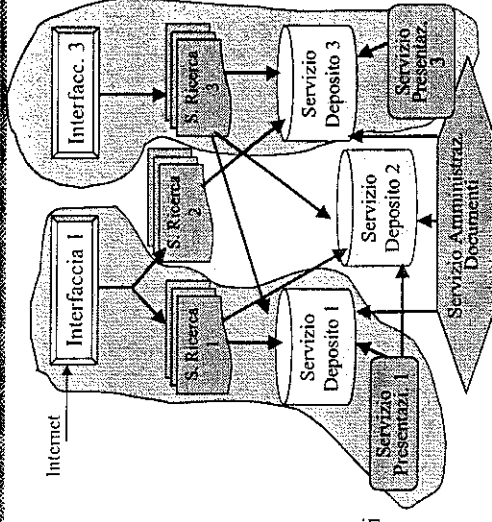 Internet
Interfaccia 1
Interfacc. 3
S. Ricerca
1
S. Ricerca
2
S. Ricerca
3
Servizio
Deposito 1
Servizio
Deposito 2
Servizio
Deposito 3
Servizio
Presentazi. 1
Servizio
Presentaz.
3
Servizio Amministraz.
Documenti